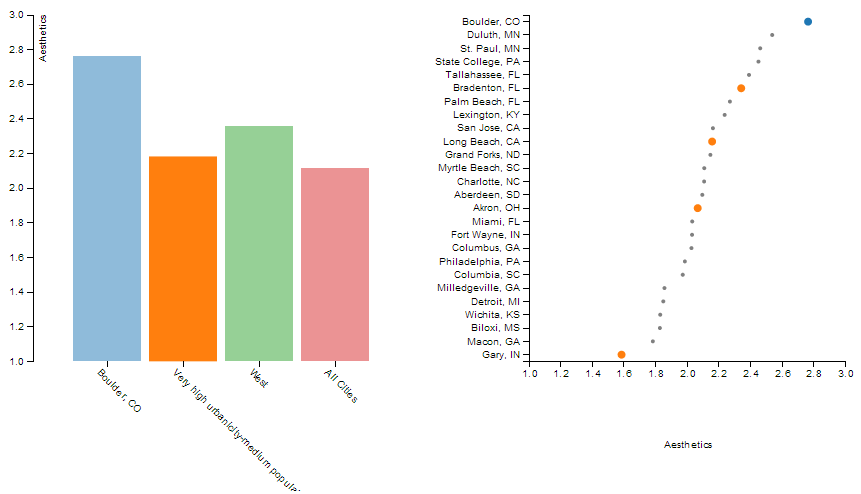 3.0
2.8
2.6
2.4
2.2
2.0
1.8
1.6
1.4
1.2
1.0
Aesthetics
Boulder, CO
Very high urbanicity-medium popula
West
All Cities
Boulder, CO
Duluth, MN
St. Paul, MN
State College, PA
Tallahassee, FL
Bradenton, FL
Palm Beach, FL
Lexington, KY
San Jose, CA
Long Beach, CA
Grand Forks, ND
Myrtle Beach, SC
Charlotte, NC
Aberdeen, SD
Akron, OH
Miami, FL
Fort Wayne, IN
Columbus, GA
Philadelphia, PA
Columbia, SC
Milledgeville, GA
Detroit, MI
Wichita, KS
Biloxi, MS
Macon, GA
Gary, IN
1.0 1.2 1.4 1.6 1.8 2.0 2.2 2.4 2.6 2.8 3.0
Aesthetics